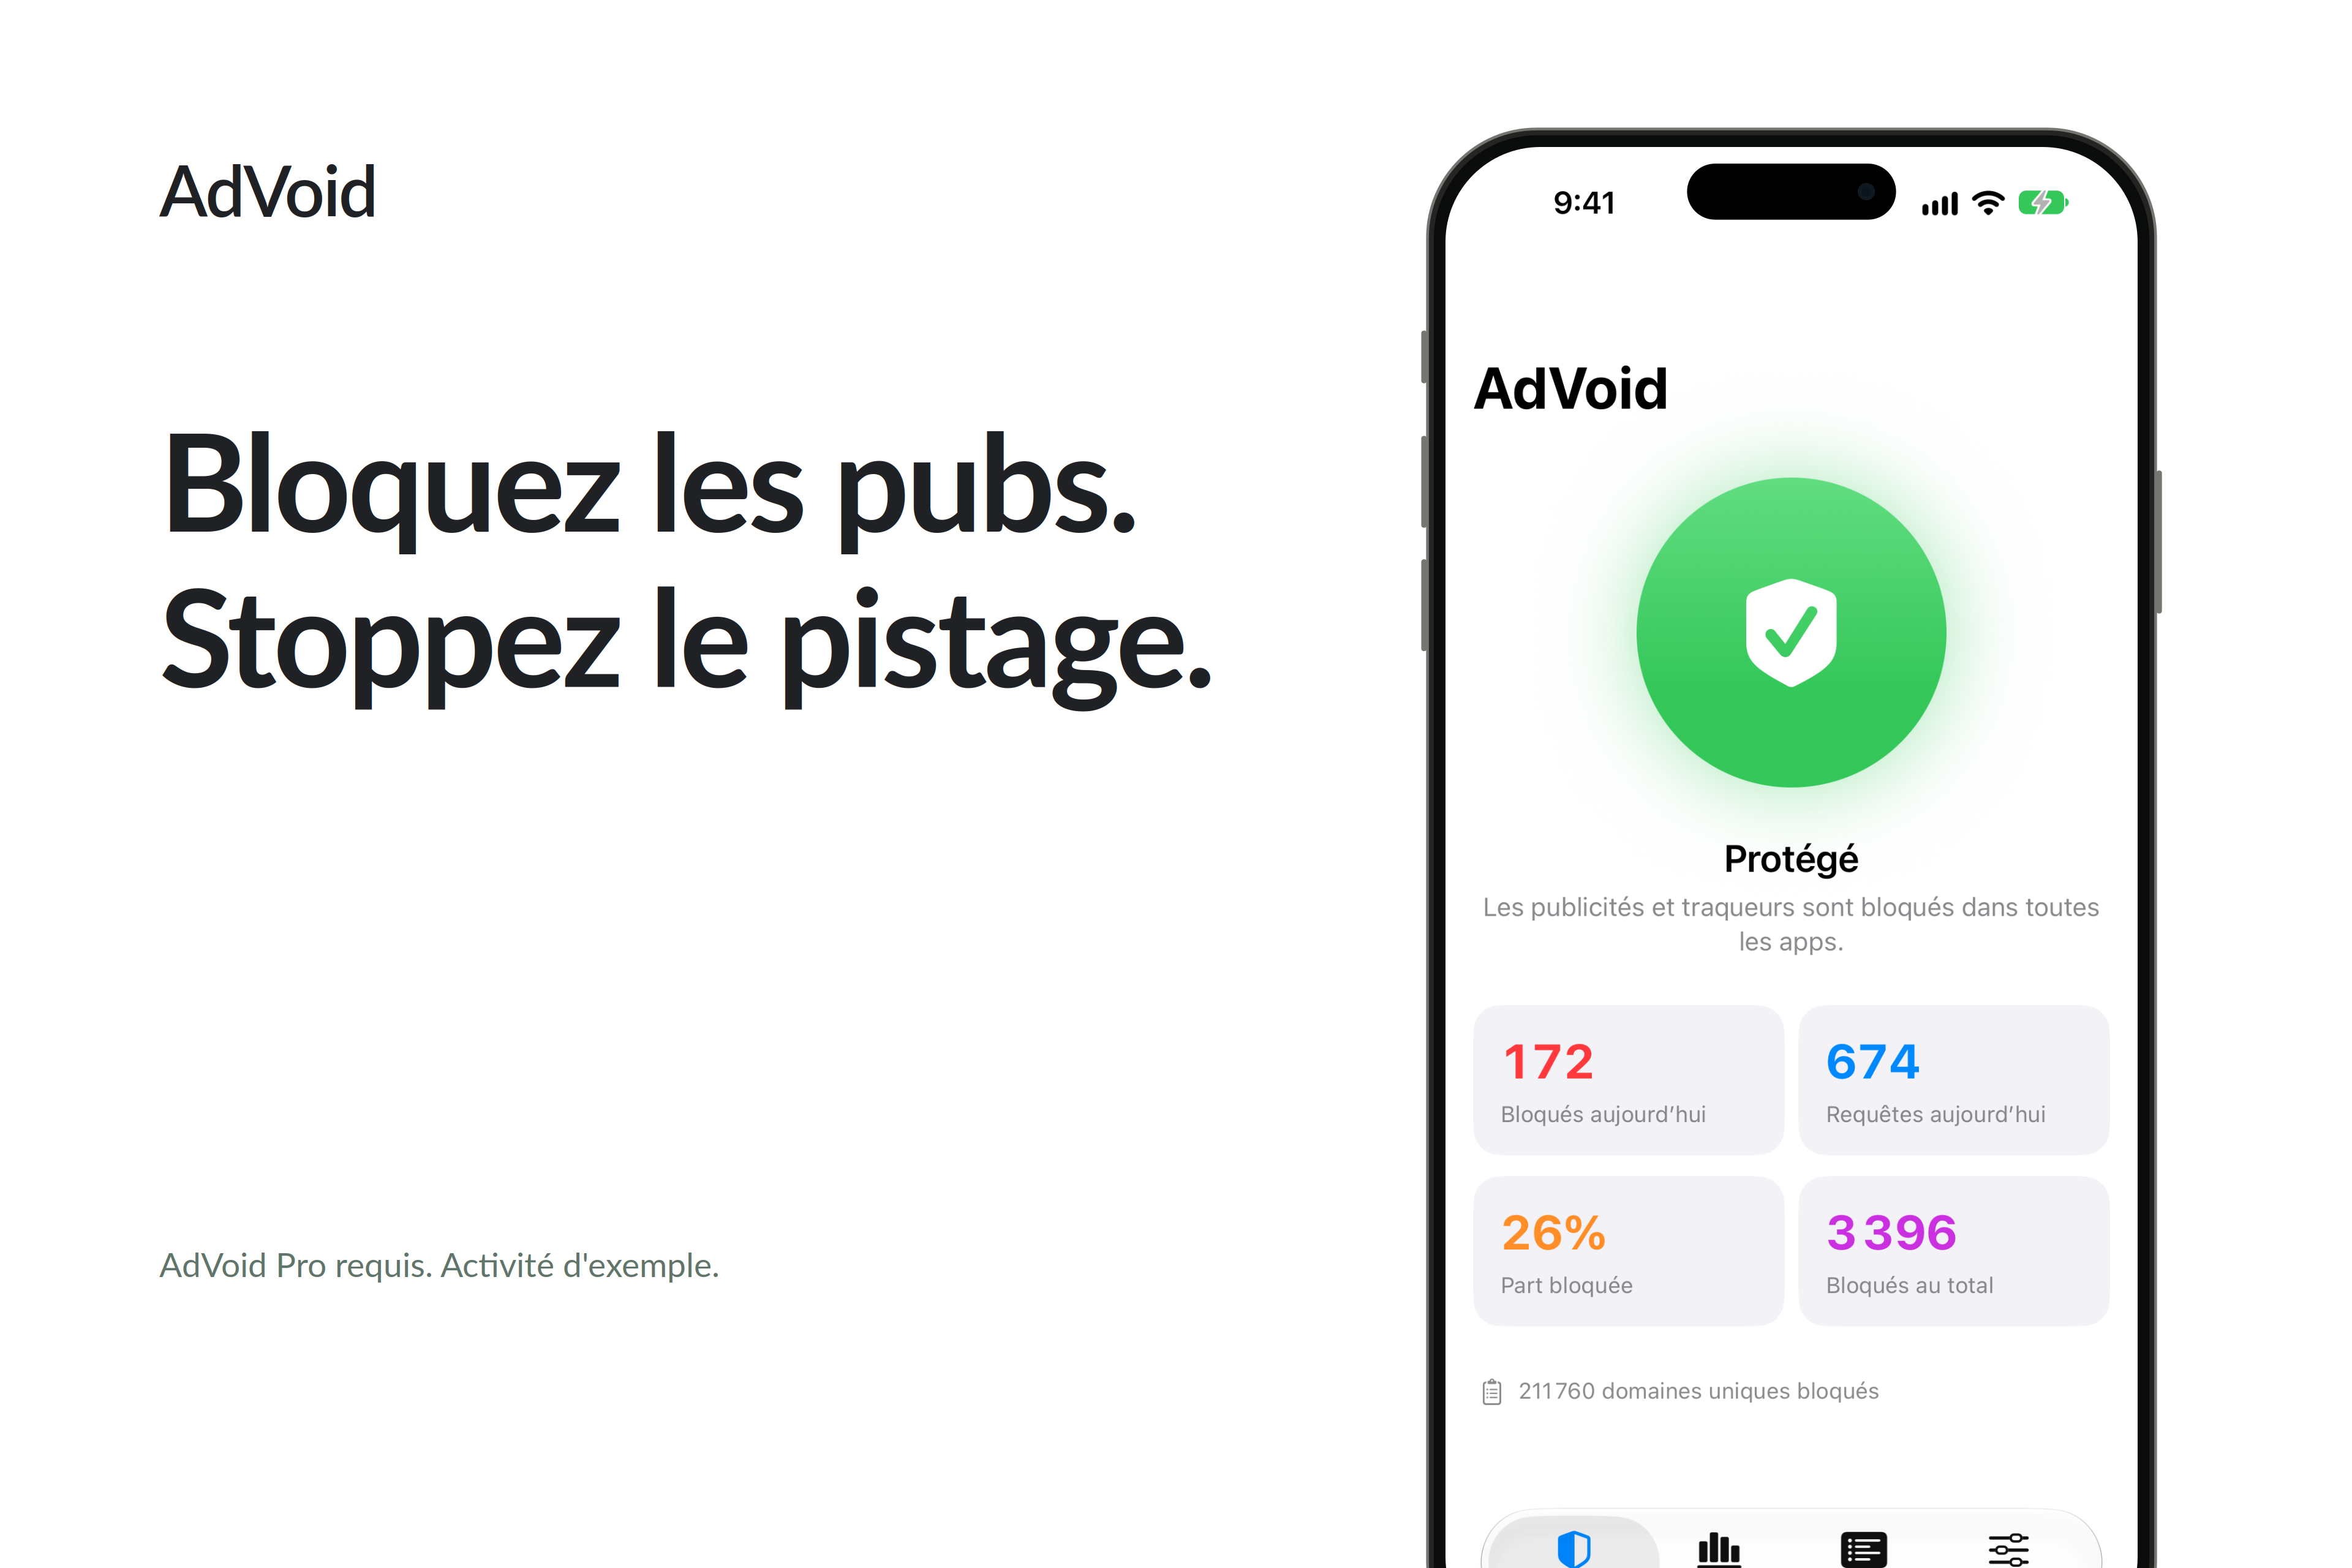 AdVoid
Bloquez les pubs.
Stoppez le pistage.
AdVoid Pro requis. Activité d'exemple.
9:41
AdVoid
Protégé
Les publicités et traqueurs sont bloqués dans toutes
les apps.
172
Bloqués aujourd’hui
674
Requêtes aujourd’hui
26%
Part bloquée
3 396
Bloqués au total
211 760 domaines uniques bloqués